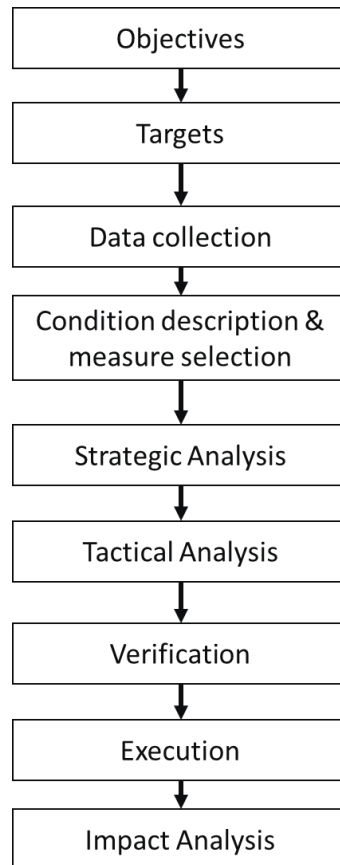 Objectives
Targets
Data collection
Condition description &
measure selection
Strategic Analysis
Tactical Analysis
Verification
Execution
Impact Analysis